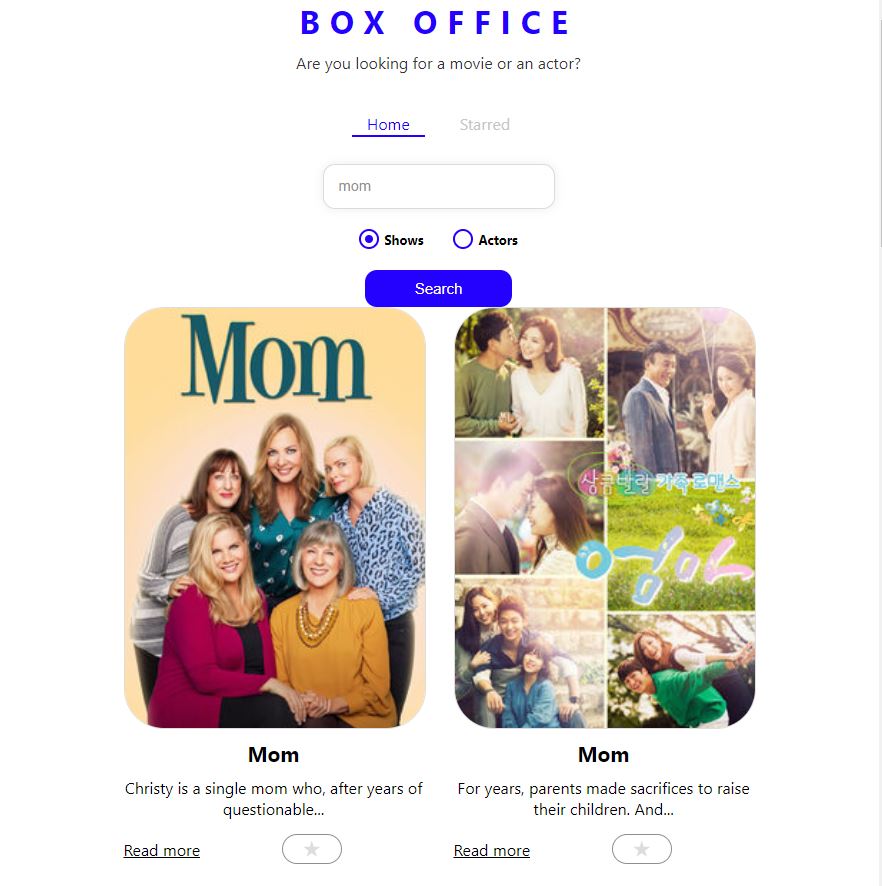 BOX OFFICE
Are you looking for a movie or an actor?
Home Starred
mom
Shows Actors
Search
Mom
상큼발랄 가족 로맨스
엄마
Mom
Christy is a single mom who, after years of
questionable...
Read more
Mom
For years, parents made sacrifices to raise
their children. And...
Read more